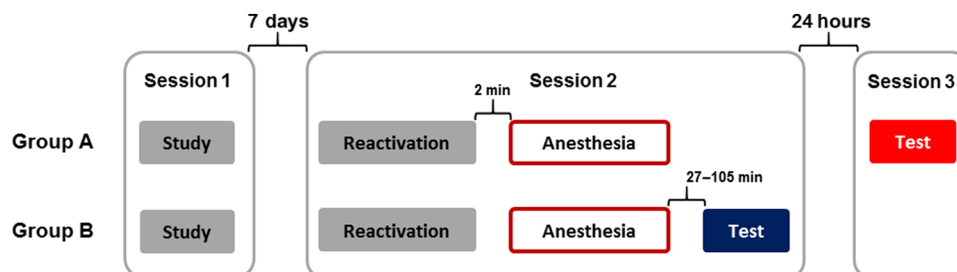 7 days
24 hours
Session 1
Session 2
Session 3
2 min
Group A
Study
Reactivation
Anesthesia
Test
27–105 min
Group B
Study
Reactivation
Anesthesia
Test